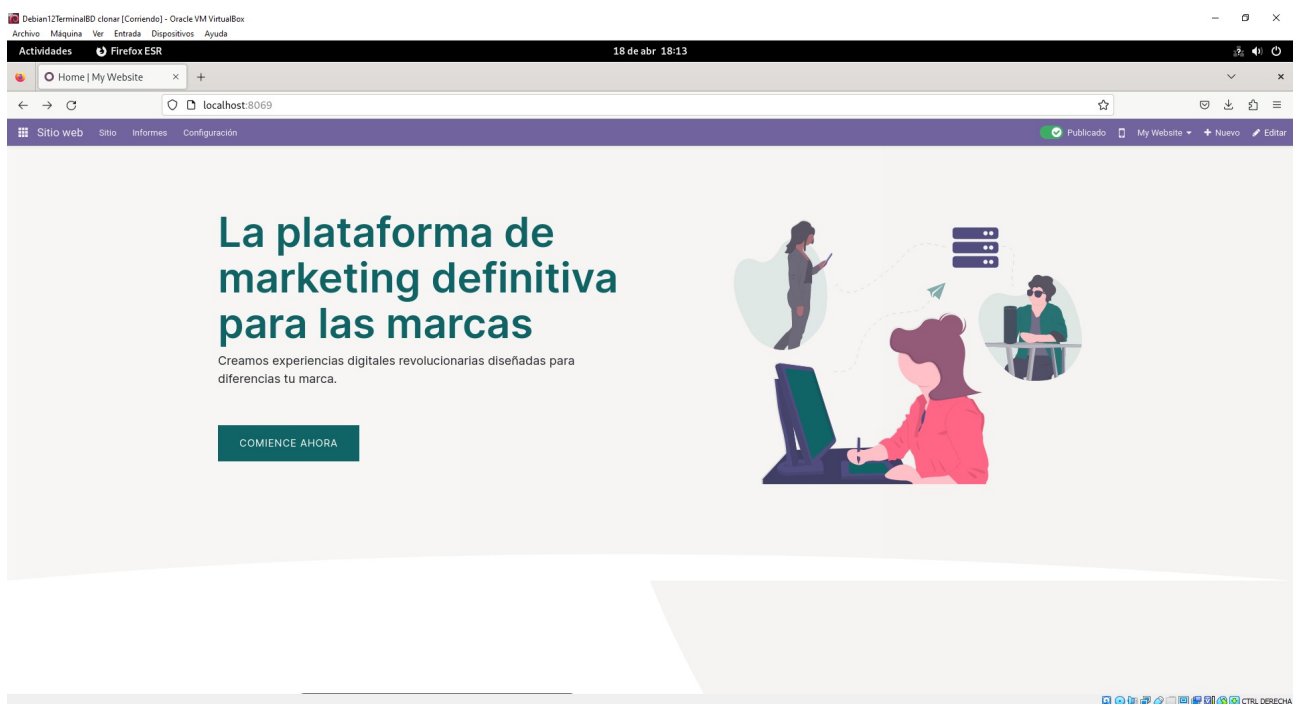 Debian12TerminalBD clonar [Corriendo] - Oracle VM VirtualBox
Archivo Máquina Ver Entrada Dispositivos Ayuda
Actividades Firefox ESR 18 de abr 18:13
Home | My Website
localhost:8069
Sitio web Sitio Informes Configuración Publicado My Website Nuevo Editar
La plataforma de
marketing definitiva
para las marcas
Creamos experiencias digitales revolucionarias diseñadas para
diferencias tu marca.
COMIENCE AHORA
CTRL DERECHA